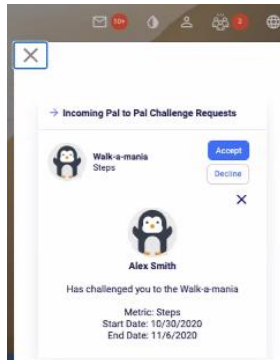 10+
3
→ Incoming Pal to Pal Challenge Requests
Walk-a-mania
Steps
Accept
Decline
Alex Smith
Has challenged you to the Walk-a-mania
Metric: Steps
Start Date: 10/30/2020
End Date: 11/6/2020